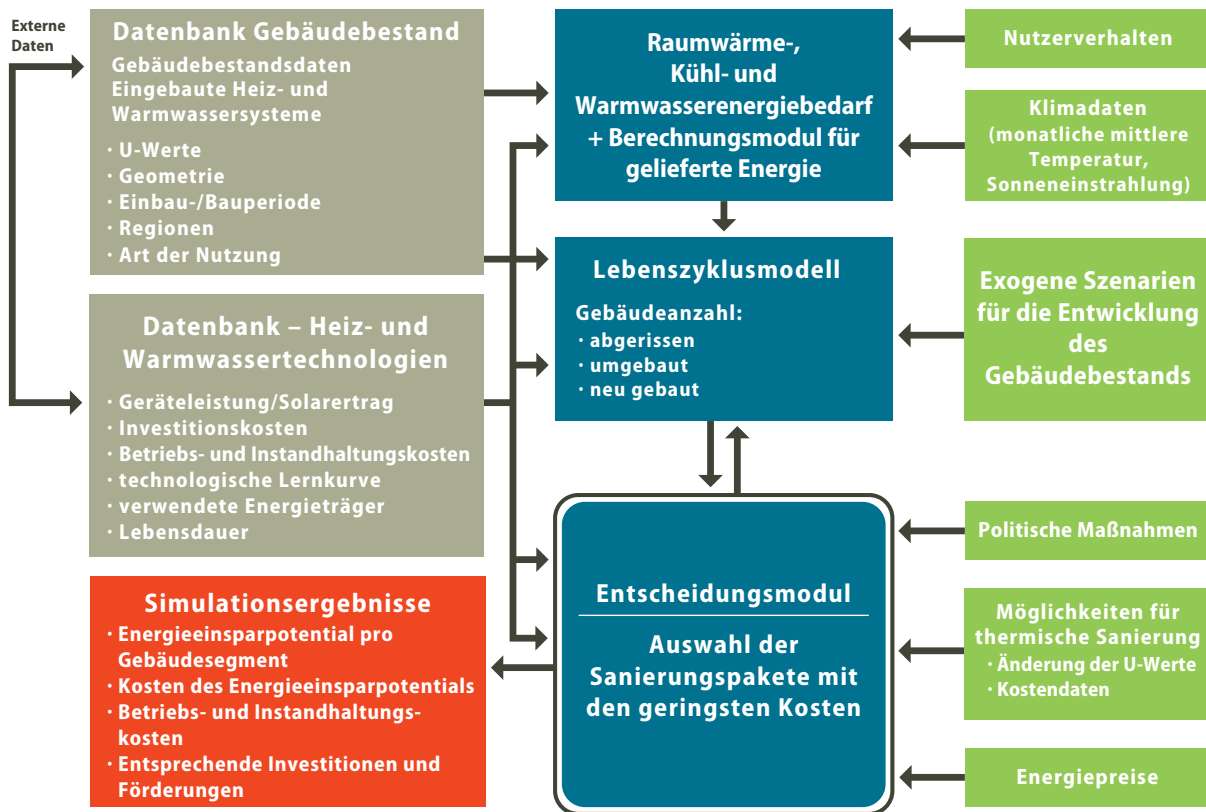 Externe
Daten
Datenbank Gebäudebestand
Gebäudebestandsdaten
Eingebaute Heiz- und
Warmwassersysteme
· U-Werte
· Geometrie
· Einbau-/Bauperiode
· Regionen
· Art der Nutzung
Datenbank – Heiz- und
Warmwassertechnologien
· Geräteleistung/Solarertrag
· Investitionskosten
· Betriebs- und Instandhaltungskosten
· technologische Lernkurve
· verwendete Energieträger
· Lebensdauer
Simulationsergebnisse
· Energieeinsparpotential pro
Gebäudesegment
· Kosten des Energieeinsparpotentials
· Betriebs- und Instandhaltungs-
kosten
· Entsprechende Investitionen und
Förderungen
Raumwärme-,
Kühl- und
Warmwasserenergiebedarf
+ Berechnungsmodul für
gelieferte Energie
Lebenszyklusmodell
Gebäudeanzahl:
· abgerissen
· umgebaut
· neu gebaut
Entscheidungsmodul
Auswahl der
Sanierungspakete mit
den geringsten Kosten
Nutzerverhalten
Klimadaten
(monatliche mittlere
Temperatur,
Sonneneinstrahlung)
Exogene Szenarien
für die Entwicklung
des
Gebäudebestands
Politische Maßnahmen
Möglichkeiten für
thermische Sanierung
· Änderung der U-Werte
· Kostendaten
Energiepreise